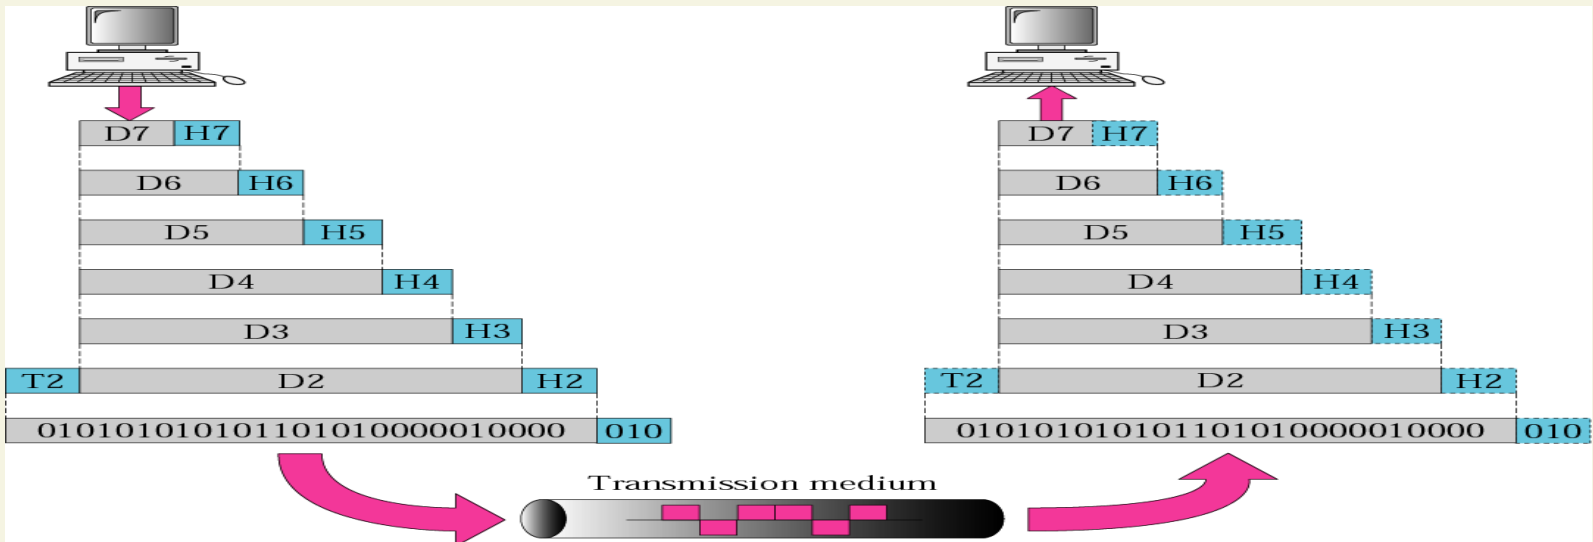 D7 H7 D7 H7
D6 H6 D6 H6
D5 H5 D5 H5
D4 H4 D4 H4
D3 H3 D3 H3
T2 D2 H2 T2 D2 H2
010101010101101010000010000 010 010101010101101010000010000 010
Transmission medium